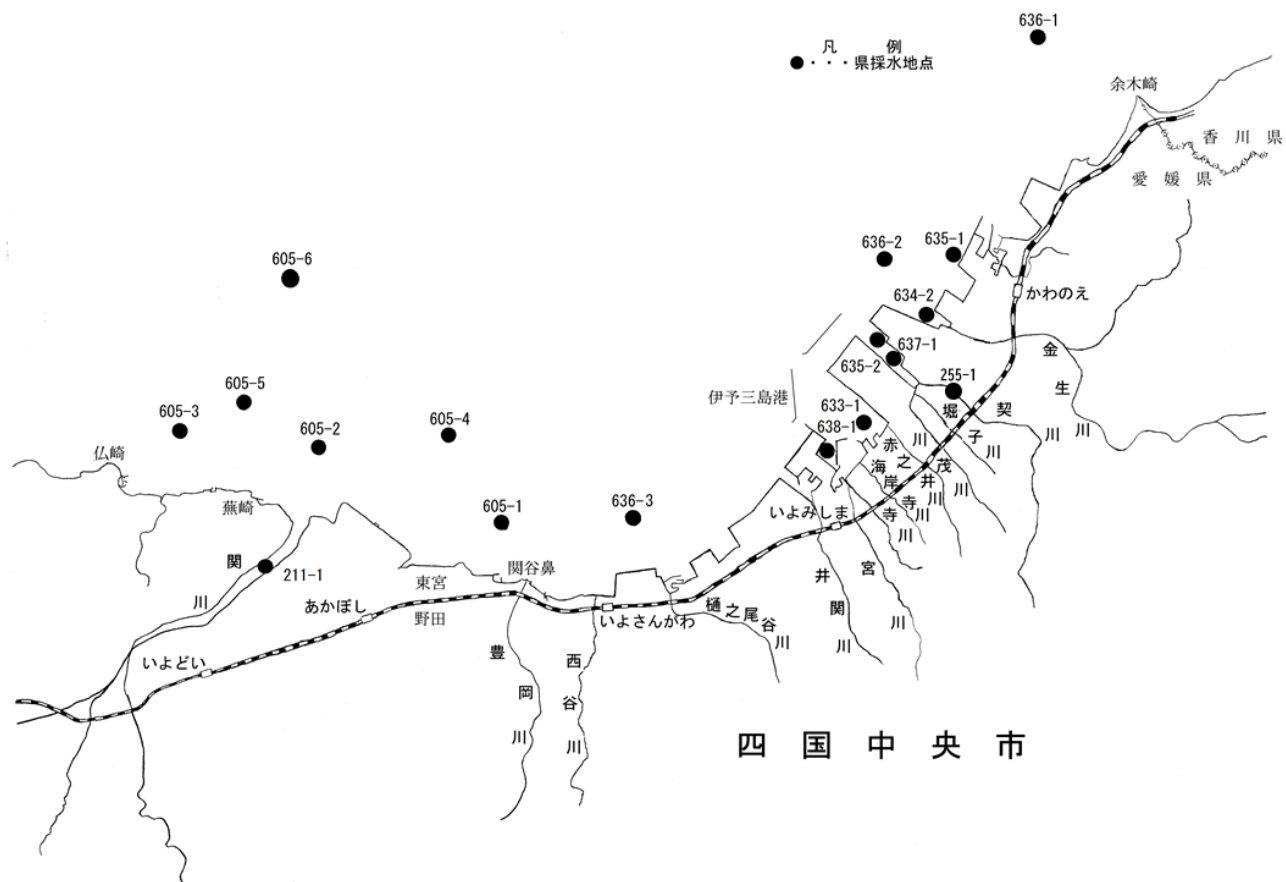 636-1
凡例
●・・・県採水地点
余木崎
香川県
愛媛県
636-2
635-1
605-6
かわのえ
634-2
金生川
637-1
635-2
605-5
255-1
伊予三島港
605-3
605-2
605-4
633-1
638-1
堀川
契川
子川
赤之井川
茂川
海岸寺川
寺川
仏崎
蕪崎
605-1
636-3
いよみしま
関川
211-1
関谷鼻
東宮
あかぼし
野田
いよさんがわ
樋之尾谷川
井関川
宮川
いよどい
豊岡川
西谷川
四国中央市